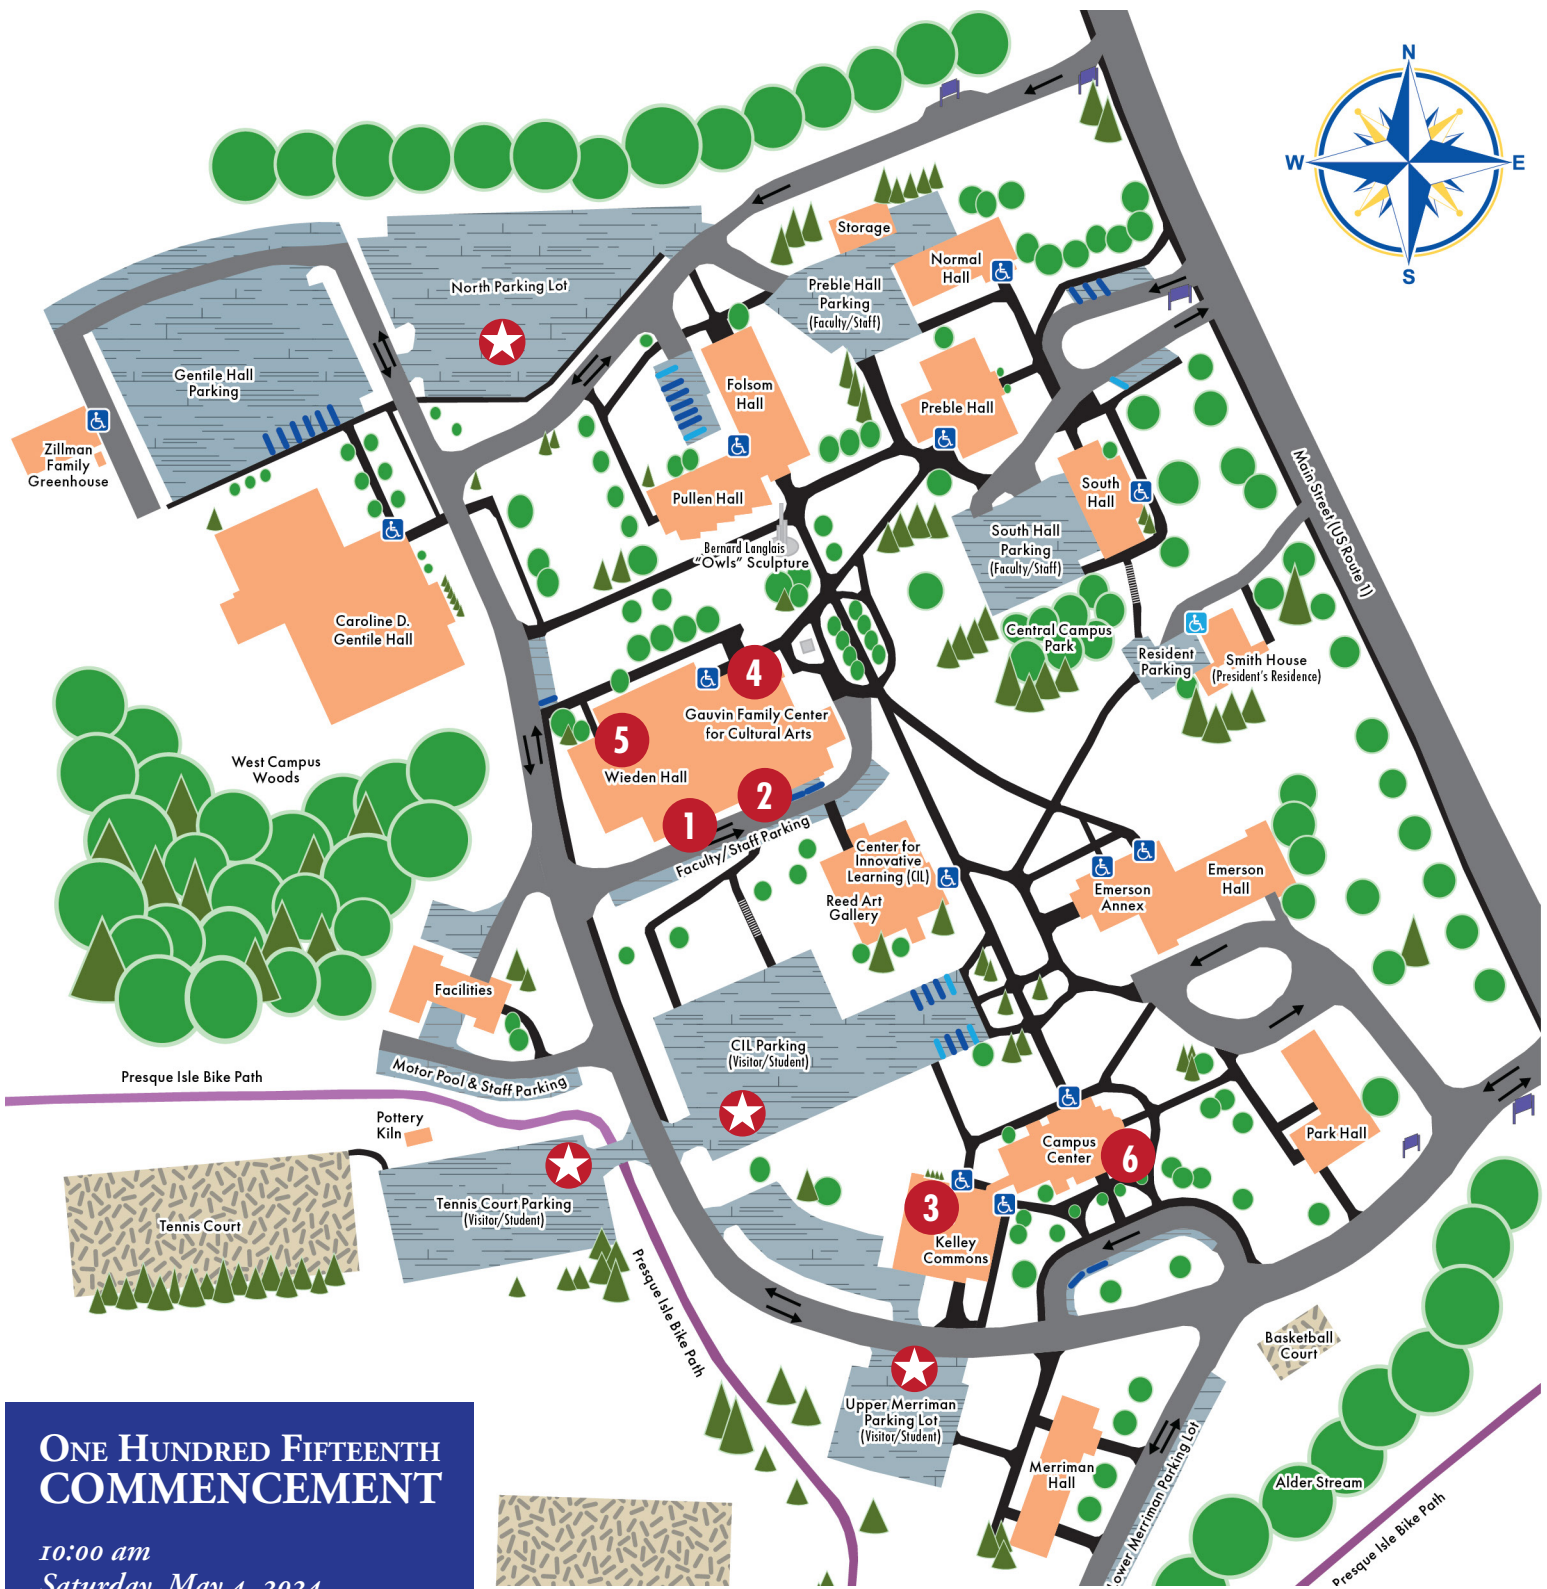 N
W
E
S
Storage
Normal
Hall
North Parking Lot
Preble Hall
Parking
(Faculty/Staff)
Gentile Hall
Parking
Folsom
Hall
Preble Hall
Zillman
Family
Greenhouse
Pullen Hall
South
Hall
Main Street (US Route 1)
South Hall
Parking
(Faculty/Staff)
Bernard Langlais
"Owls" Sculpture
Caroline D.
Gentile Hall
Central Campus
Park
Resident
Parking
Smith House
(President's Residence)
4
Gauvin Family Center
for Cultural Arts
5
Wieden Hall
West Campus
Woods
2
1
Faculty/Staff Parking
Center for
Innovative
Learning (CIL)
Reed Art
Gallery
Emerson
Annex
Emerson
Hall
Facilities
CIL Parking
(Visitor/Student)
Motor Pool & Staff Parking
Presque Isle Bike Path
Pottery
Kiln
Campus
Center
6
Park Hall
Tennis Court Parking
(Visitor/Student)
Tennis Court
3
Kelley
Commons
Presque Isle Bike Path
Basketball
Court
Upper Merriman
Parking Lot
(Visitor/Student)
Merriman
Hall
Lower Merriman Parking Lot
Alder Stream
Presque Isle Bike Path
One Hundred Fifteenth
COMMENCEMENT
10:00 am
Saturday, May 4, 2024